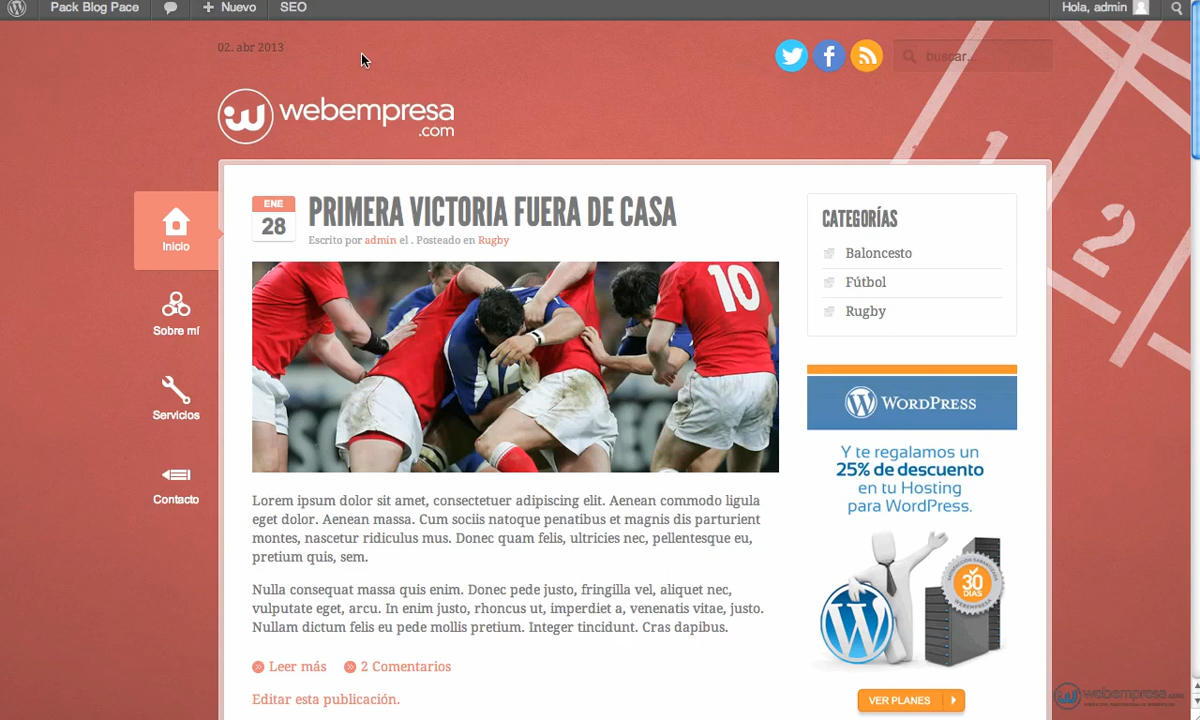 Pack Blog Pace
Nuevo
SEO
Hola, admin
02. abr 2013
buscar...
webempresa
.com
1
2
Inicio
Sobre mí
Servicios
Contacto
ENE
28
PRIMERA VICTORIA FUERA DE CASA
Escrito por admin el . Posteado en Rugby
10
Lorem ipsum dolor sit amet, consectetuer adipiscing elit. Aenean commodo ligula
eget dolor. Aenean massa. Cum sociis natoque penatibus et magnis dis parturient
montes, nascetur ridiculus mus. Donec quam felis, ultricies nec, pellentesque eu,
pretium quis, sem.
Nulla consequat massa quis enim. Donec pede justo, fringilla vel, aliquet nec,
vulputate eget, arcu. In enim justo, rhoncus ut, imperdiet a, venenatis vitae, justo.
Nullam dictum felis eu pede mollis pretium. Integer tincidunt. Cras dapibus.
Leer más
2 Comentarios
Editar esta publicación.
CATEGORÍAS
Baloncesto
Fútbol
Rugby
WORDPRESS
Y te regalamos un
25% de descuento
en tu Hosting
para WordPress.
30
DIAS
VER PLANES
webempresa.com